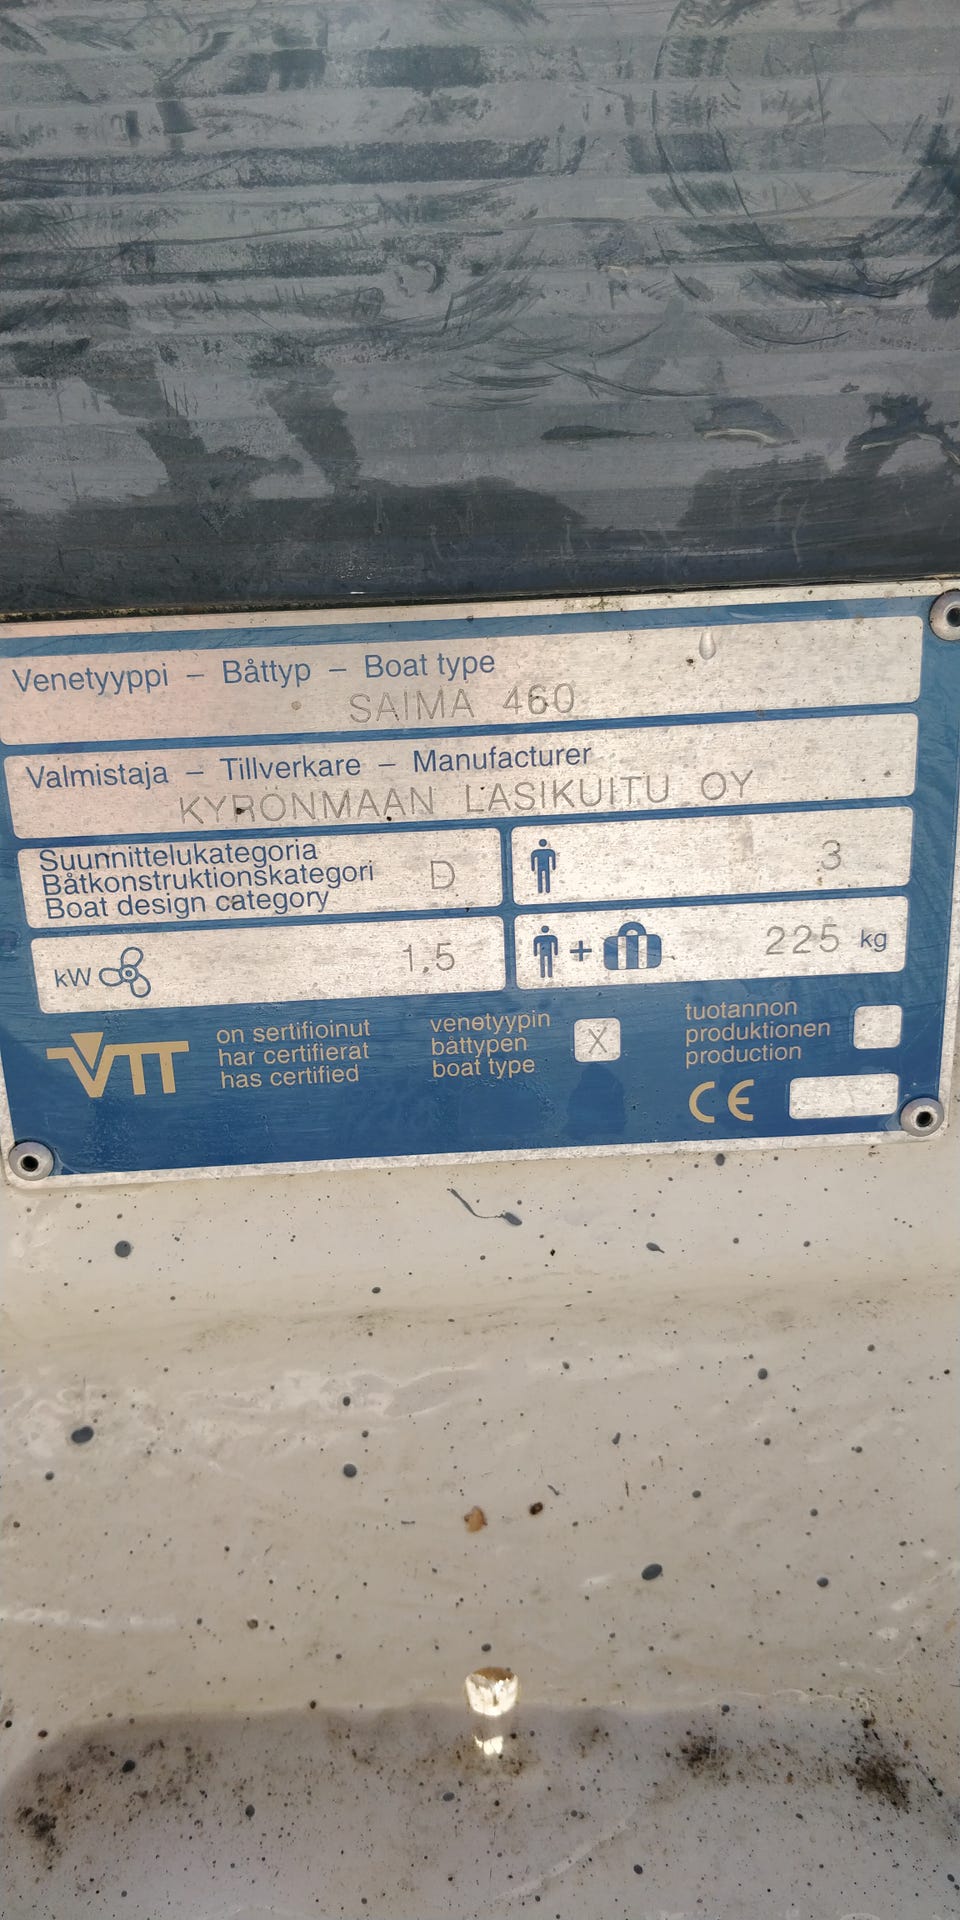 Venetyyppi – Båttyp – Boat type
SAIMA 460
Valmistaja – Tillverkare – Manufacturer
KYRÖNMAAN LASIKUITU OY
Suunnittelukategoria
Båtkonstruktionskategori
Boat design category
D
3
kW
1,5
+
225 kg
VTT
on sertifioinut
har certifierat
has certified
venetyypin
båttypen
boat type
X
tuotannon
produktionen
production
CE